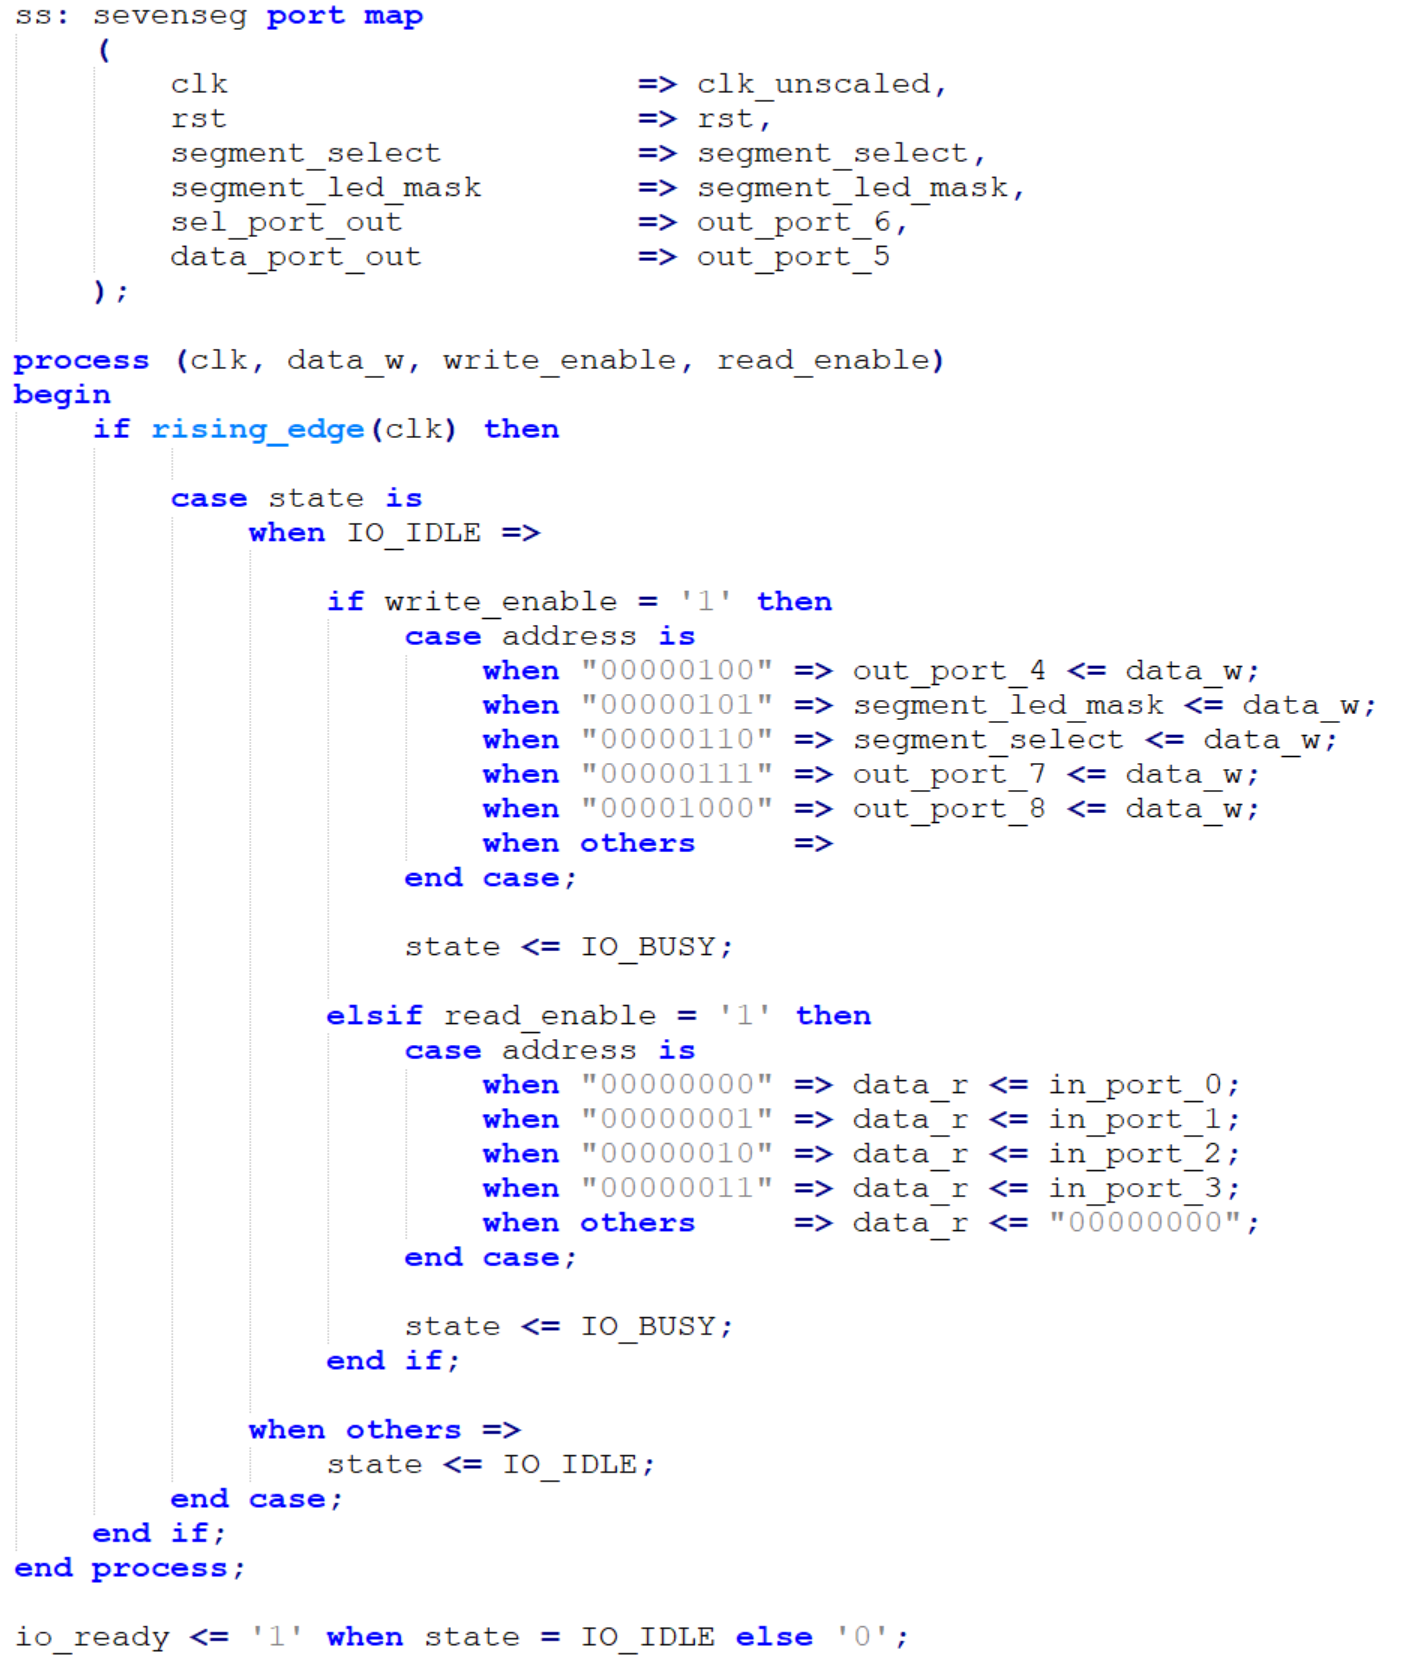 ss: sevenseg port map
(
clk => clk_unscaled,
rst => rst,
segment_select => segment_select,
segment_led_mask => segment_led_mask,
sel_port_out => out_port_6,
data_port_out => out_port_5
);
process (clk, data_w, write_enable, read_enable)
begin
if rising_edge(clk) then
case state is
when IO_IDLE =>
if write_enable = '1' then
case address is
when "00000100" => out_port_4 <= data_w;
when "00000101" => segment_led_mask <= data_w;
when "00000110" => segment_select <= data_w;
when "00000111" => out_port_7 <= data_w;
when "00001000" => out_port_8 <= data_w;
when others =>
end case;
state <= IO_BUSY;
elsif read_enable = '1' then
case address is
when "00000000" => data_r <= in_port_0;
when "00000001" => data_r <= in_port_1;
when "00000010" => data_r <= in_port_2;
when "00000011" => data_r <= in_port_3;
when others => data_r <= "00000000";
end case;
state <= IO_BUSY;
end if;
when others =>
state <= IO_IDLE;
end case;
end if;
end process;
io_ready <= '1' when state = IO_IDLE else '0';